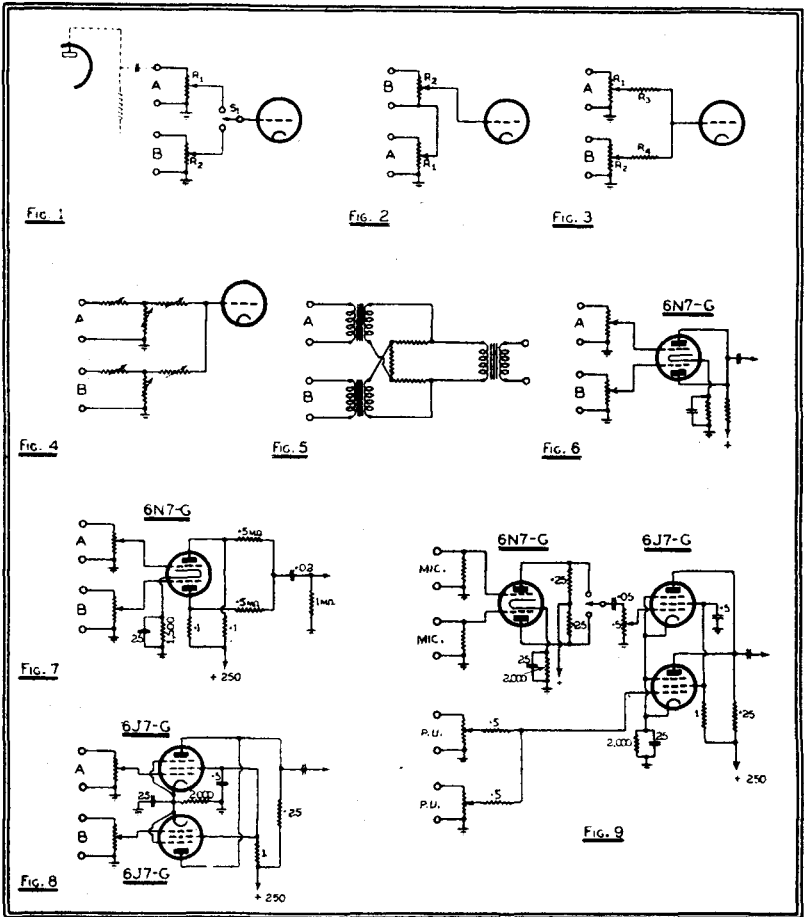 A
R₁
S₁
B
R₂
Fig. 1
B
R₂
A
R₁
Fig. 2
A
R₁
R₃
B
R₄
R₂
Fig. 3
A
B
Fig. 4
A
B
Fig. 5
6N7-G
A
B
+
Fig. 6
6N7-G
A
B
.5MΩ
.02
.5MΩ
1MΩ
25
1,500
.1
.1
+ 250
Fig. 7
6J7-G
A
25
2,000
.5
.25
B
1
6J7-G
+ 250
Fig. 8
6N7-G
6J7-G
MIC.
MIC.
.25
.25
.05
.5
.5
25
2,000
+
P.U.
.5
P.U.
.5
2,000
25
1
.25
+ 250
Fig. 9